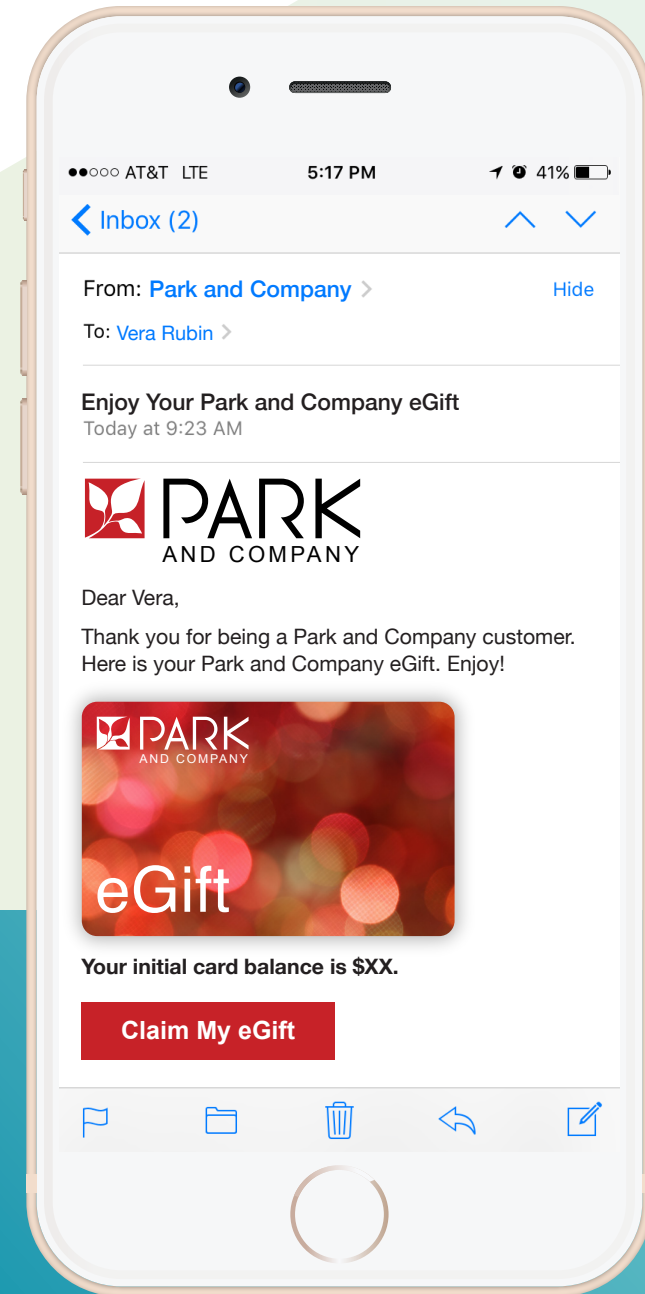 ●●○○○ AT&T LTE 5:17 PM 41%
Inbox (2)
From: Park and Company Hide
To: Vera Rubin
Enjoy Your Park and Company eGift
Today at 9:23 AM
PARK
AND COMPANY
Dear Vera,
Thank you for being a Park and Company customer.
Here is your Park and Company eGift. Enjoy!
PARK
AND COMPANY
eGift
Your initial card balance is $XX.
Claim My eGift